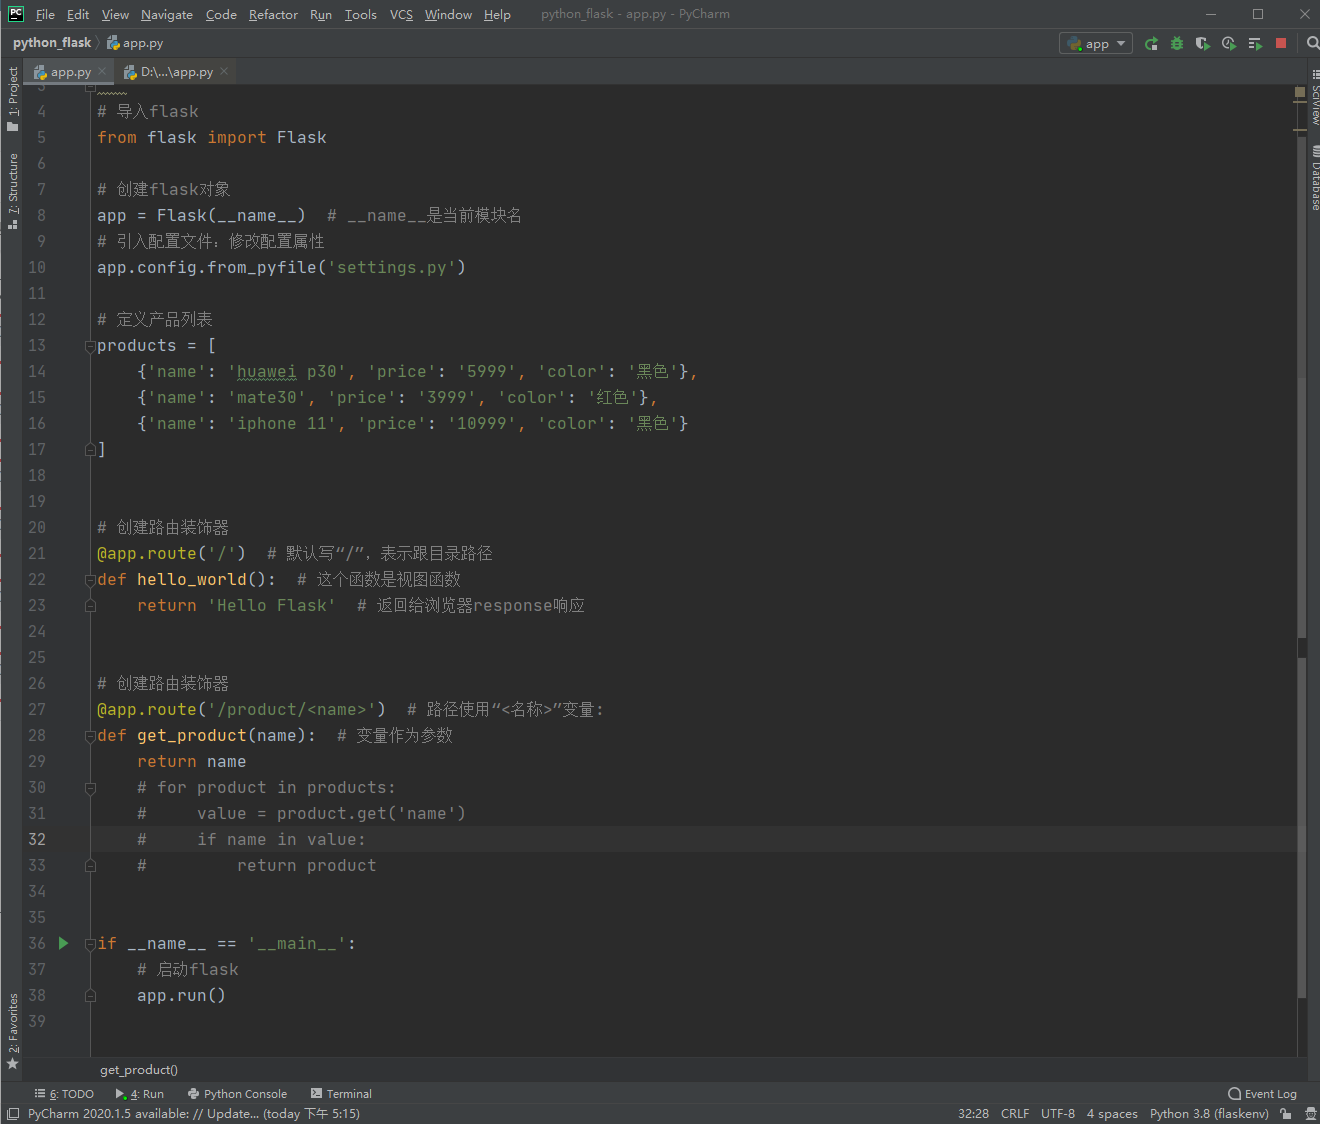 File Edit View Navigate Code Refactor Run Tools VCS Window Help python_flask - app.py - PyCharm
python_flask app.py app
app.py D:\...\app.py
3
4 # 导入flask
5 from flask import Flask
6
7 # 创建flask对象
8 app = Flask(__name__)  # __name__是当前模块名
9 # 引入配置文件：修改配置属性
10 app.config.from_pyfile('settings.py')
11
12 # 定义产品列表
13 products = [
14     {'name': 'huawei p30', 'price': '5999', 'color': '黑色'},
15     {'name': 'mate30', 'price': '3999', 'color': '红色'},
16     {'name': 'iphone 11', 'price': '10999', 'color': '黑色'}
17 ]
18
19
20 # 创建路由装饰器
21 @app.route('/')  # 默认写“/”，表示跟目录路径
22 def hello_world():  # 这个函数是视图函数
23     return 'Hello Flask'  # 返回给浏览器response响应
24
25
26 # 创建路由装饰器
27 @app.route('/product/<name>')  # 路径使用“<名称>”变量：
28 def get_product(name):  # 变量作为参数
29     return name
30     # for product in products:
31     #     value = product.get('name')
32     #     if name in value:
33     #         return product
34
35
36 if __name__ == '__main__':
37     # 启动flask
38     app.run()
39
1: Project
7: Structure
2: Favorites
SciView
Database
get_product()
6: TODO 4: Run Python Console Terminal Event Log
PyCharm 2020.1.5 available: // Update... (today 下午 5:15) 32:28 CRLF UTF-8 4 spaces Python 3.8 (flaskenv)